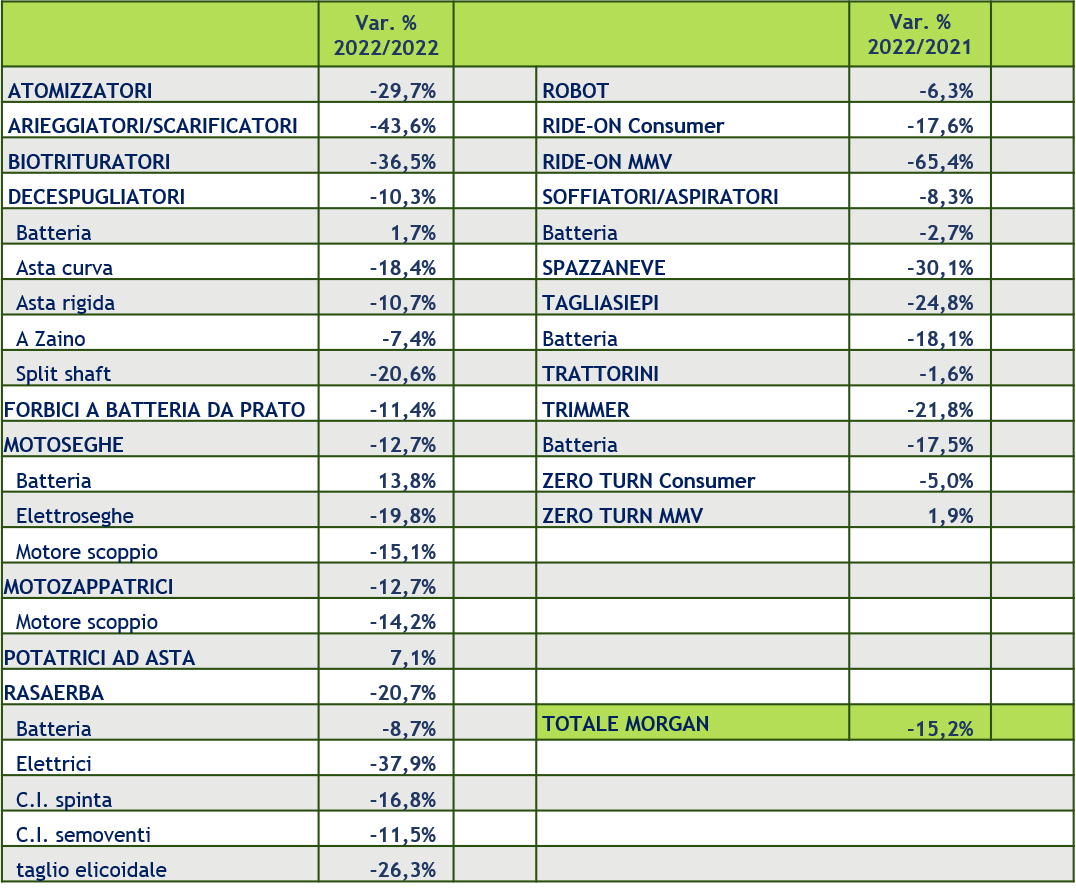 Var. %
2022/2022
Var. %
2022/2021
ATOMIZZATORI -29,7% ROBOT -6,3%
ARIEGGIATORI/SCARIFICATORI -43,6% RIDE-ON Consumer -17,6%
BIOTRITURATORI -36,5% RIDE-ON MMV -65,4%
DECESPUGLIATORI -10,3% SOFFIATORI/ASPIRATORI -8,3%
Batteria 1,7% Batteria -2,7%
Asta curva -18,4% SPAZZANEVE -30,1%
Asta rigida -10,7% TAGLIASIEPI -24,8%
A Zaino -7,4% Batteria -18,1%
Split shaft -20,6% TRATTORINI -1,6%
FORBICI A BATTERIA DA PRATO -11,4% TRIMMER -21,8%
MOTOSEGHE -12,7% Batteria -17,5%
Batteria 13,8% ZERO TURN Consumer -5,0%
Elettroseghe -19,8% ZERO TURN MMV 1,9%
Motore scoppio -15,1%
MOTOZAPPATRICI -12,7%
Motore scoppio -14,2%
POTATRICI AD ASTA 7,1%
RASAERBA -20,7%
Batteria -8,7% TOTALE MORGAN -15,2%
Elettrici -37,9%
C.I. spinta -16,8%
C.I. semoventi -11,5%
taglio elicoidale -26,3%